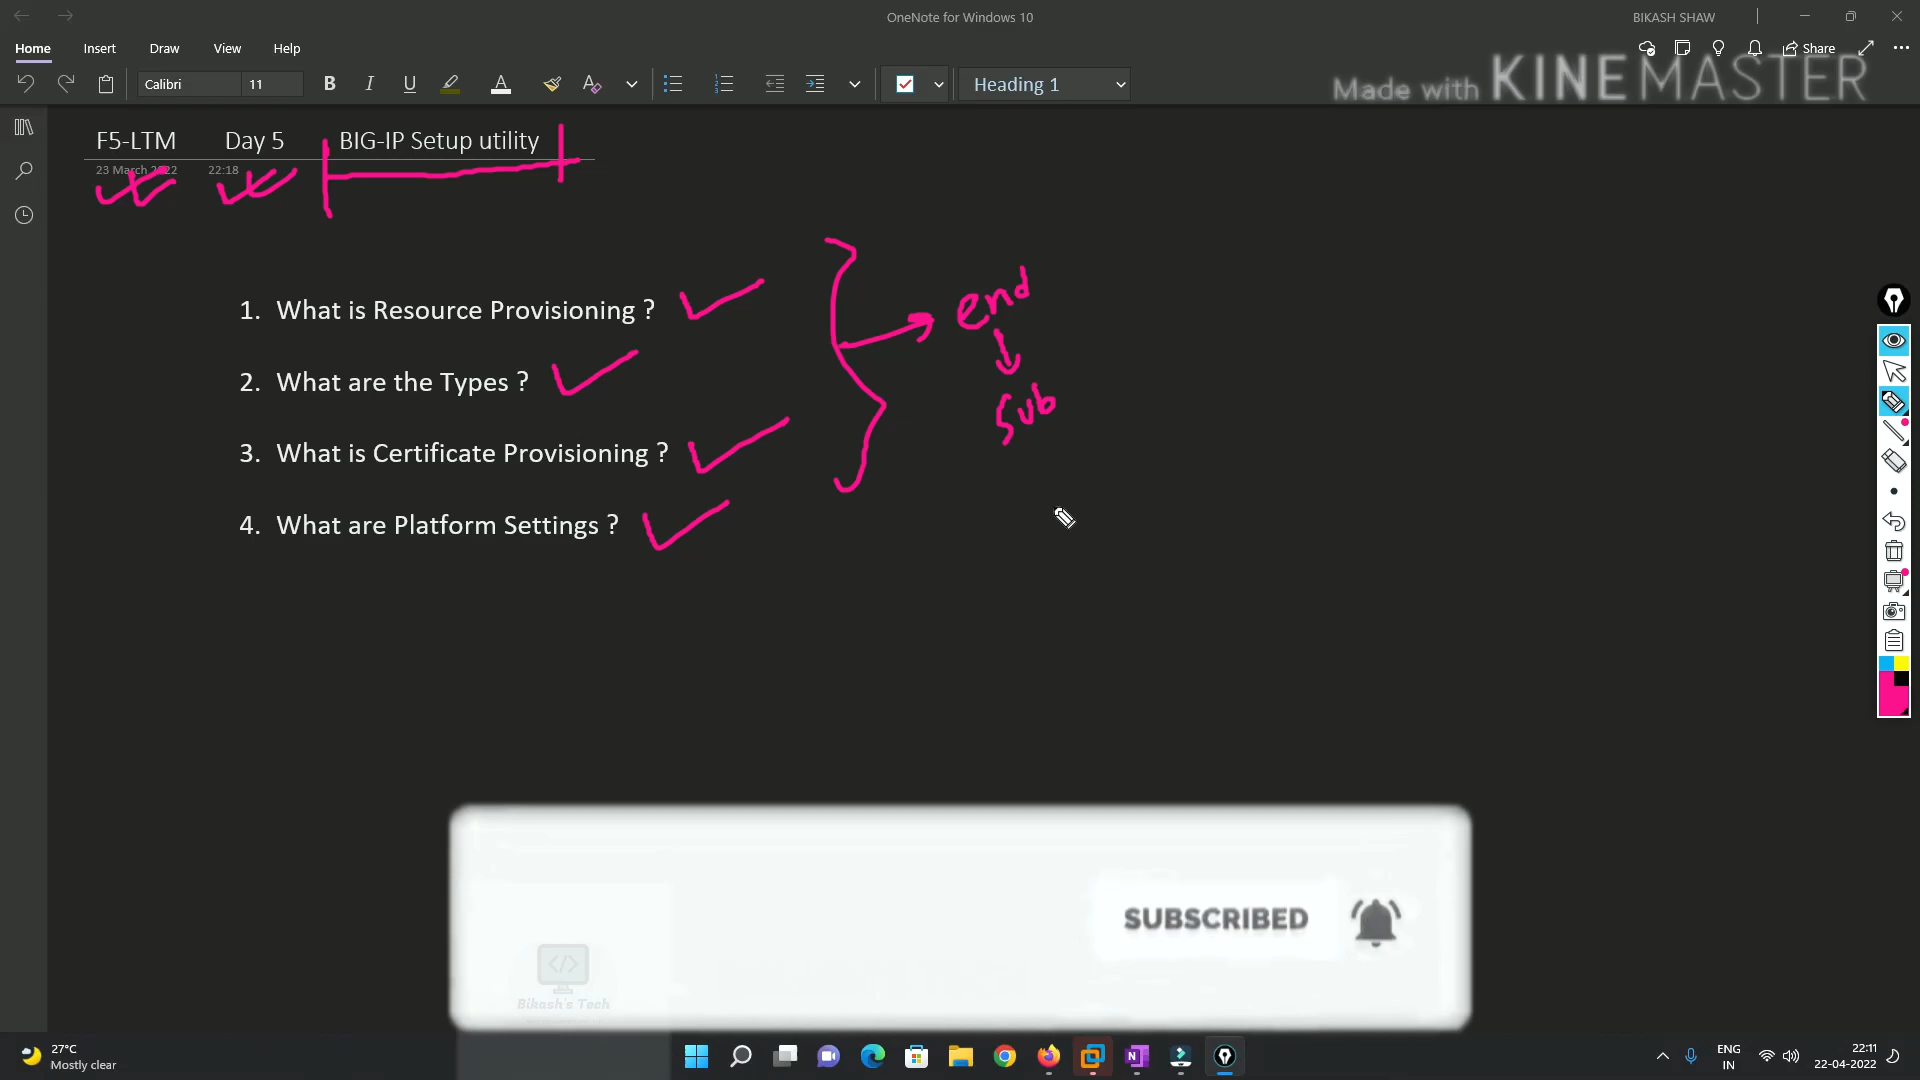 OneNote for Windows 10
BIKASH SHAW
Home Insert Draw View Help
Share
Calibri 11 B I U A A Heading 1
Made with KINEMASTER
F5-LTM Day 5 BIG-IP Setup utility
23 March 2022 22:18
1. What is Resource Provisioning ?
2. What are the Types ?
3. What is Certificate Provisioning ?
4. What are Platform Settings ?
end
sub
SUBSCRIBED
Bikash's Tech
27°C
Mostly clear
ENG
IN
22:11
22-04-2022